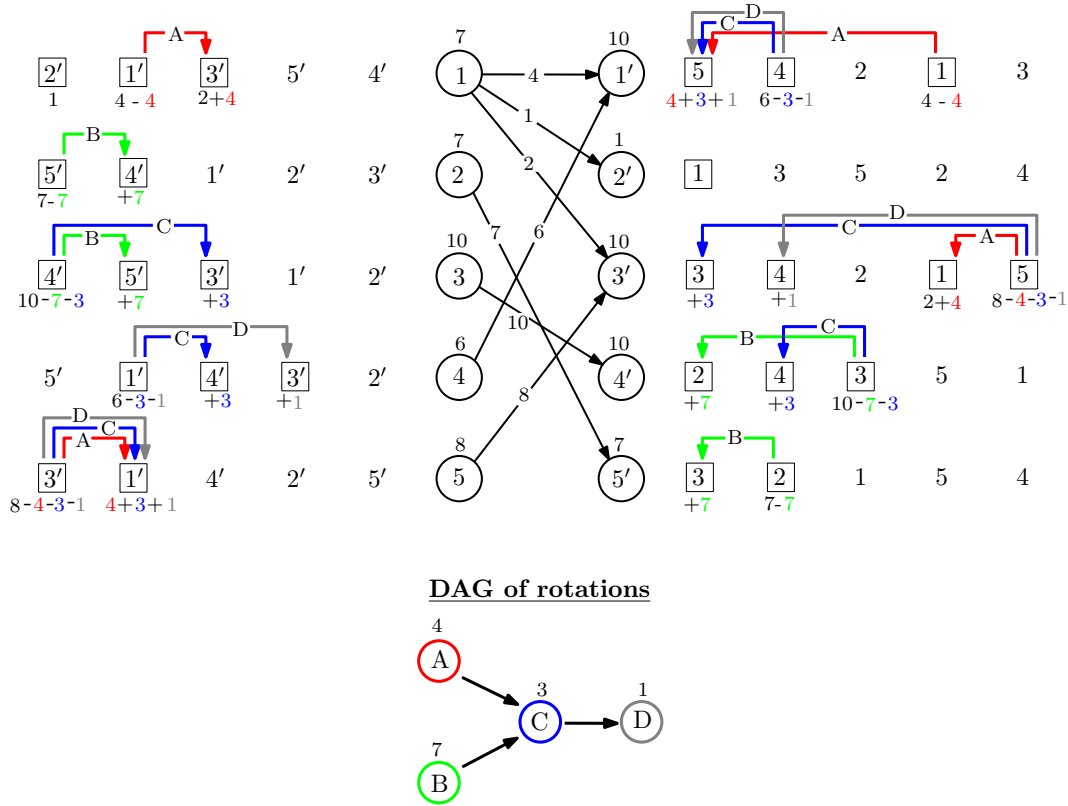 7 10 D
A C A
2′ 1′ 3′ 5′ 4′ 1 4 1′ 5 4 2 1 3
1 4 - 4 2+4 4+3+1 6-3-1 4 - 4
1
B 7 1
5′ 4′ 1′ 2′ 3′ 2 2 2′ 1 3 5 2 4
7-7 +7
C D
B 10 7 6 10 C A
4′ 5′ 3′ 1′ 2′ 3 3′ 3 4 2 1 5
10-7-3 +7 +3 +3 +1 2+4 8-4-3-1
10
D C
C 6 10 B
5′ 1′ 4′ 3′ 2′ 4 4′ 2 4 3 5 1
6-3-1 +3 +1 8 +7 +3 10-7-3
D
C
A 8 7 B
3′ 1′ 4′ 2′ 5′ 5 5′ 3 2 1 5 4
8-4-3-1 4+3+1 +7 7-7
DAG of rotations
4
A
3 1
C D
7
B